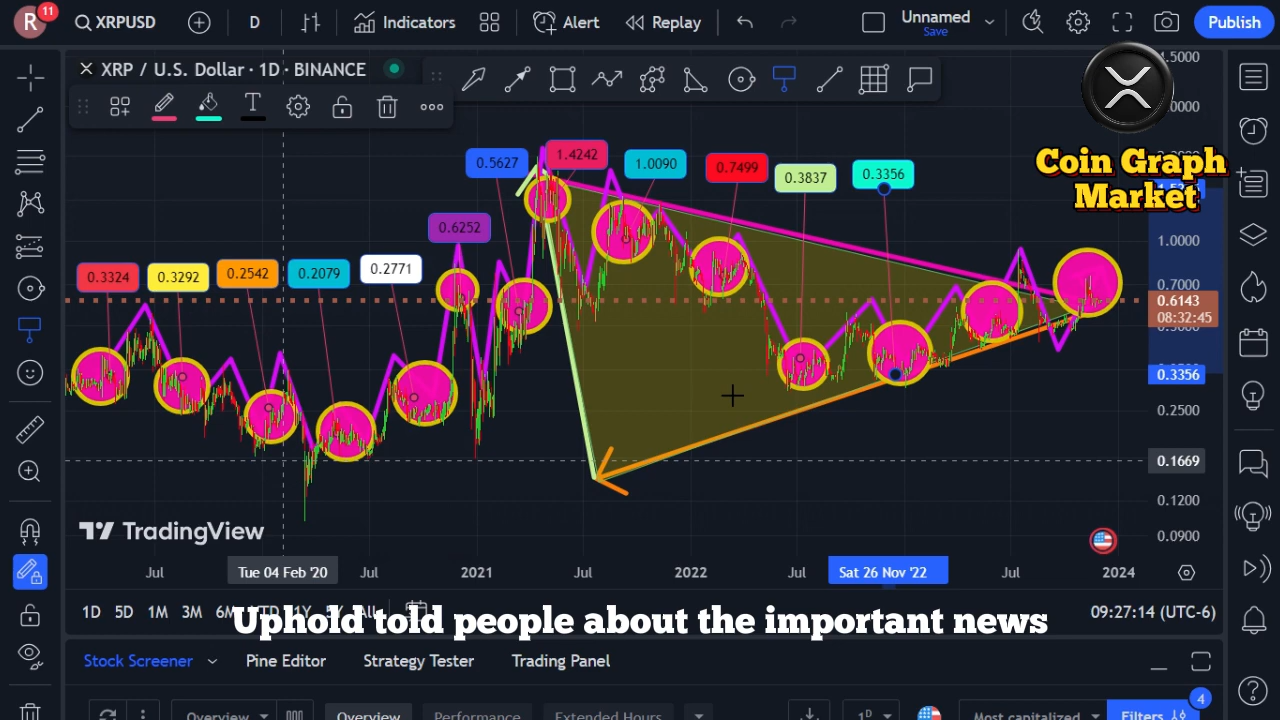 R
11
XRPUSD
D
Indicators
Alert
Replay
Unnamed
Save
Publish
XRP / U.S. Dollar · 1D · BINANCE
T
Coin Graph
Market
0.5627
1.4242
1.0090
0.7499
0.3837
0.3356
0.6252
0.3324
0.3292
0.2542
0.2079
0.2771
1.0000
0.7000
0.6143
08:32:45
0.3356
0.2500
0.1669
0.1200
0.0900
TradingView
Jul
Tue 04 Feb '20
Jul
2021
Jul
2022
Jul
Sat 26 Nov '22
Jul
2024
1D 5D 1M 3M
09:27:14 (UTC-6)
Uphold told people about the important news
Stock Screener
Pine Editor
Strategy Tester
Trading Panel
4
Overview
Overview
Performance
Extended Hours
1D
Most capitalized
Filters